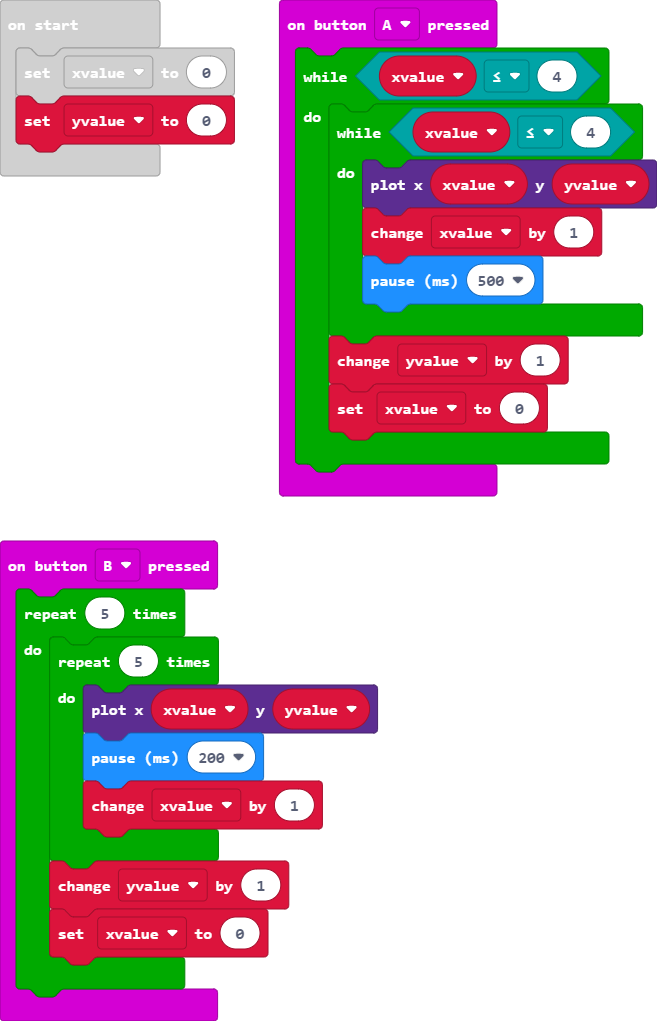 on start
set xvalue to 0
set yvalue to 0
on button A pressed
while xvalue ≤ 4
do
while xvalue ≤ 4
do
plot x xvalue y yvalue
change xvalue by 1
pause (ms) 500
change yvalue by 1
set xvalue to 0
on button B pressed
repeat 5 times
do
repeat 5 times
do
plot x xvalue y yvalue
pause (ms) 200
change xvalue by 1
change yvalue by 1
set xvalue to 0